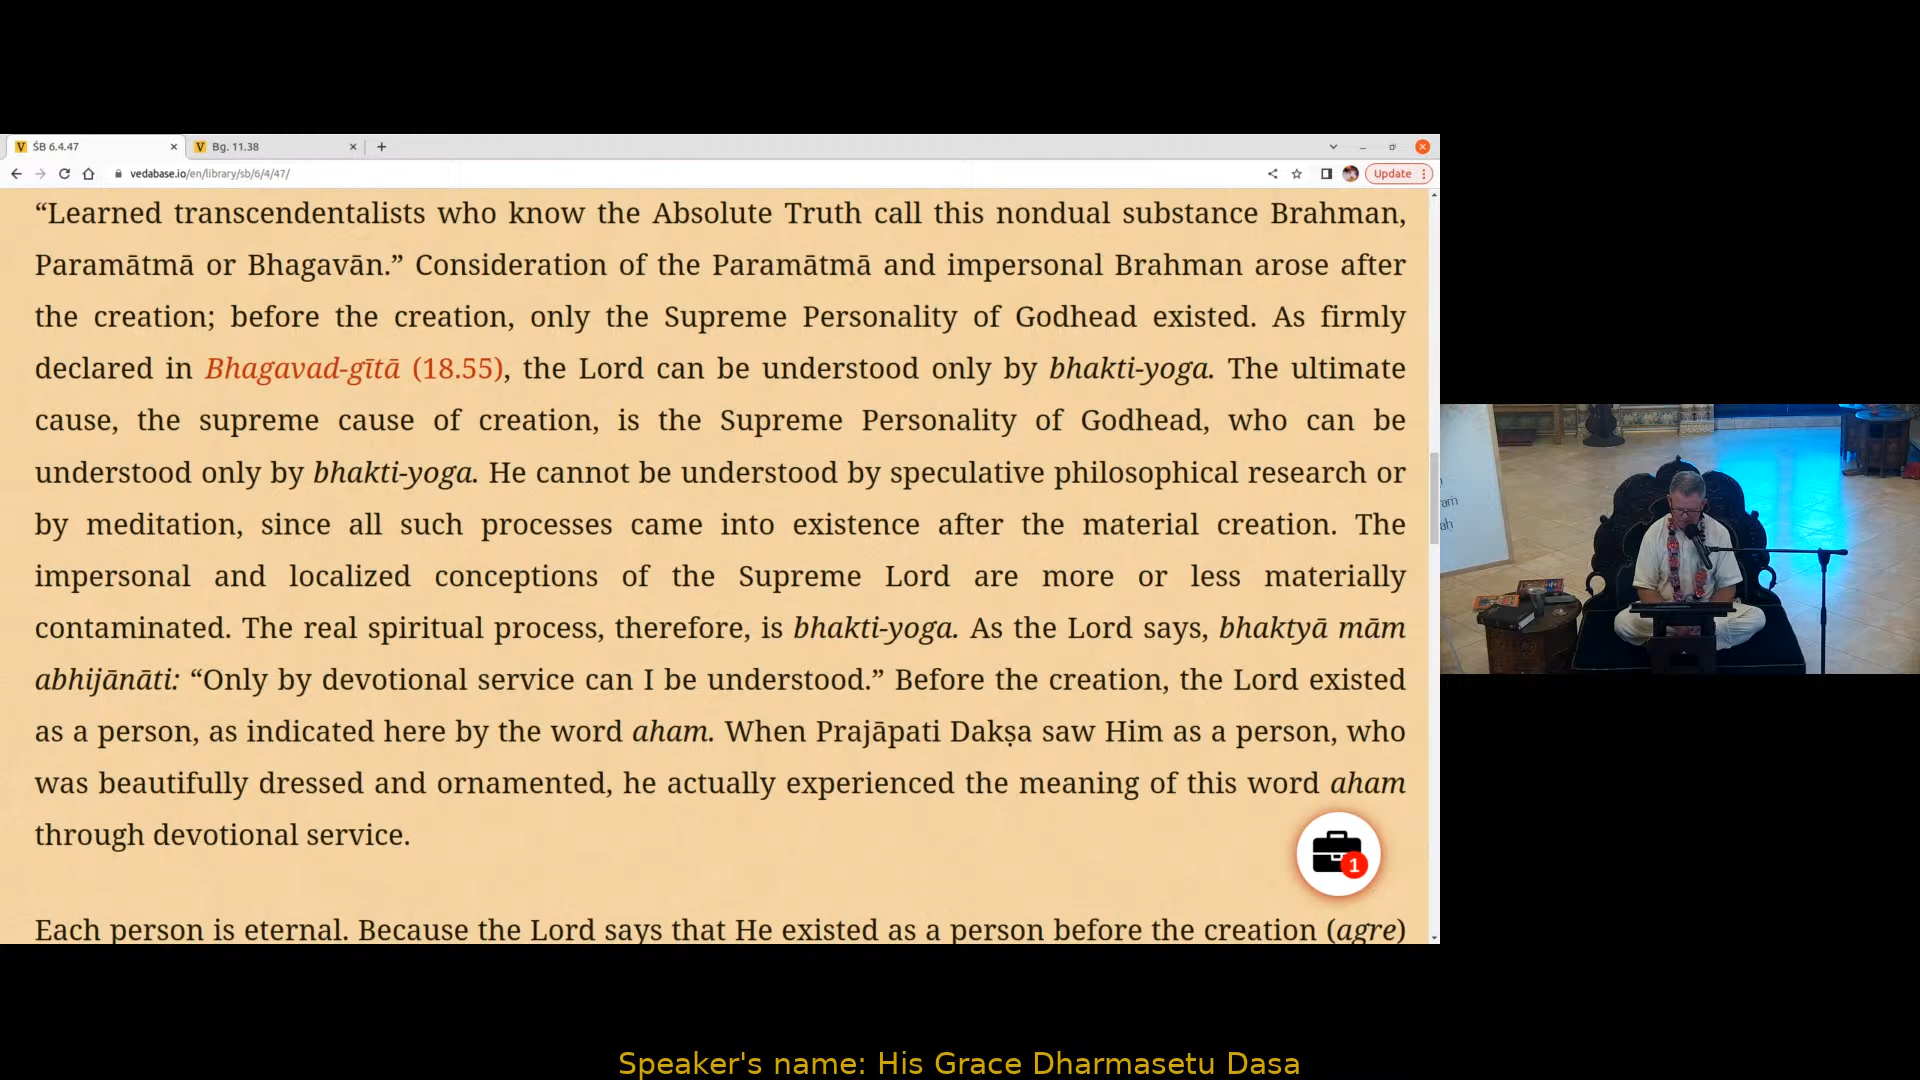 ŚB 6.4.47
Bg. 11.38
vedabase.io/en/library/sb/6/4/47/
Update
“Learned transcendentalists who know the Absolute Truth call this nondual substance Brahman,
Paramātmā or Bhagavān.” Consideration of the Paramātmā and impersonal Brahman arose after
the creation; before the creation, only the Supreme Personality of Godhead existed. As firmly
declared in Bhagavad-gītā (18.55), the Lord can be understood only by bhakti-yoga. The ultimate
cause, the supreme cause of creation, is the Supreme Personality of Godhead, who can be
understood only by bhakti-yoga. He cannot be understood by speculative philosophical research or
by meditation, since all such processes came into existence after the material creation. The
impersonal and localized conceptions of the Supreme Lord are more or less materially
contaminated. The real spiritual process, therefore, is bhakti-yoga. As the Lord says, bhaktyā mām
abhijānāti: “Only by devotional service can I be understood.” Before the creation, the Lord existed
as a person, as indicated here by the word aham. When Prajāpati Dakṣa saw Him as a person, who
was beautifully dressed and ornamented, he actually experienced the meaning of this word aham
through devotional service.
1
Each person is eternal. Because the Lord says that He existed as a person before the creation (agre)
Speaker's name: His Grace Dharmasetu Dasa